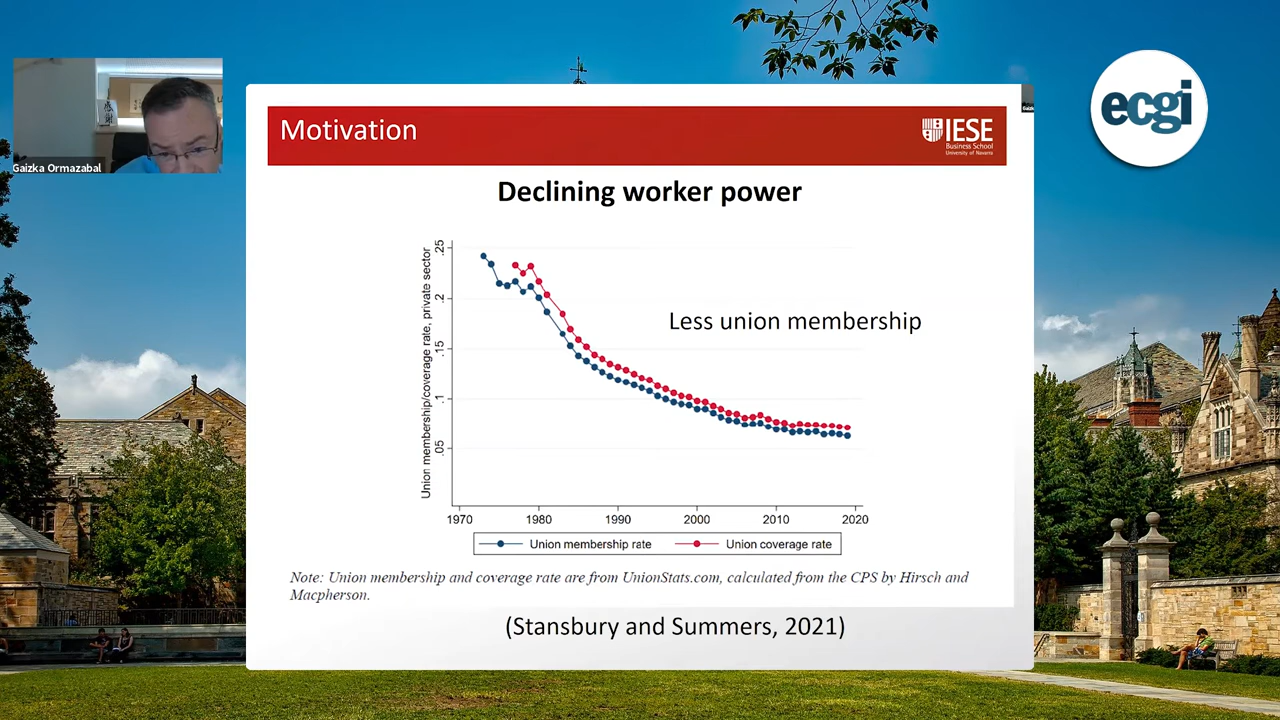 Gaizka Ormazabal
感謝
ecgi
Motivation
IESE
Business School
University of Navarra
Declining worker power
Union membership/coverage rate, private sector
.25
.2
.15
.1
.05
Less union membership
1970 1980 1990 2000 2010 2020
Union membership rate Union coverage rate
Note: Union membership and coverage rate are from UnionStats.com, calculated from the CPS by Hirsch and
Macpherson.
(Stansbury and Summers, 2021)